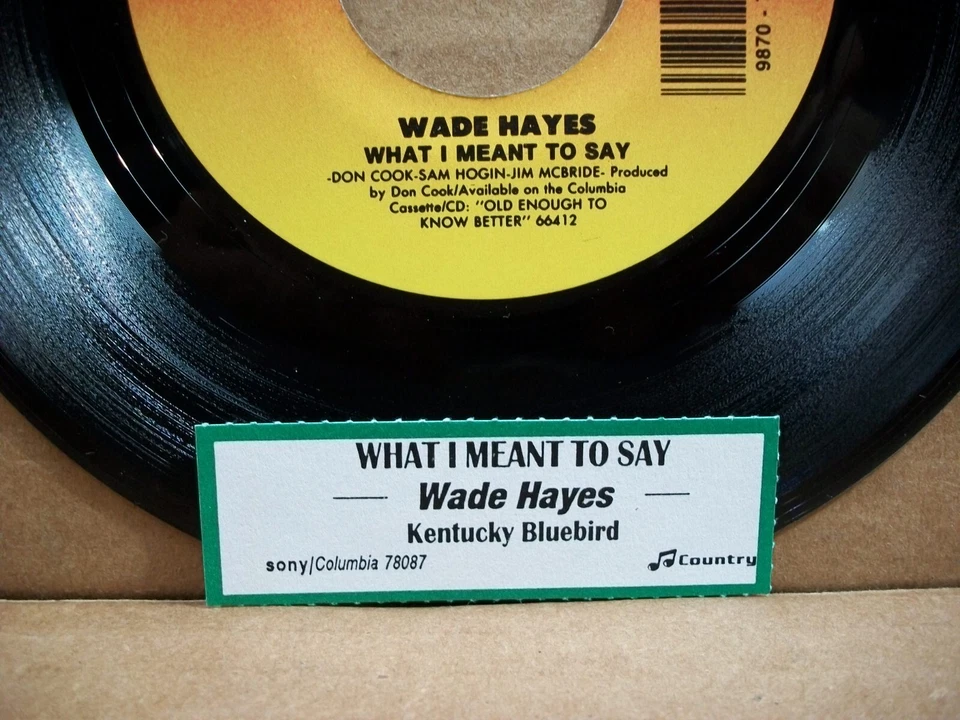 9870 -
WADE HAYES
WHAT I MEANT TO SAY
-DON COOK-SAM HOGIN-JIM MCBRIDE- Produced
by Don Cook/Available on the Columbia
Cassette/CD: "OLD ENOUGH TO
KNOW BETTER" 66412
WHAT I MEANT TO SAY
Wade Hayes
Kentucky Bluebird
sony/Columbia 78087
Country